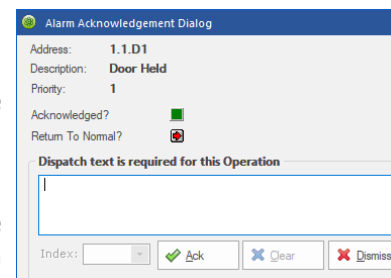 Alarm Acknowledgement Dialog
Address: 1.1.D1
Description: Door Held
Priority: 1
Acknowledged?
Return To Normal?
Dispatch text is required for this Operation
Index: Ack Clear Dismiss